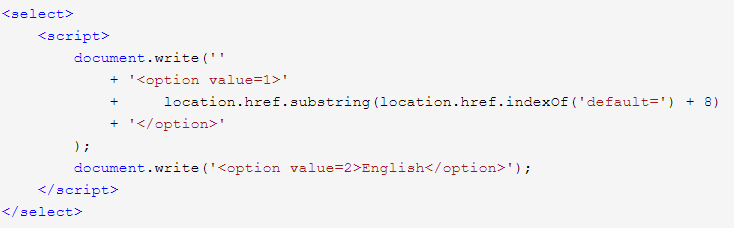 <select>
    <script>
        document.write(''
            + '<option value=1>'
            +     location.href.substring(location.href.indexOf('default=') + 8)
            + '</option>'
        );
        document.write('<option value=2>English</option>');
    </script>
</select>